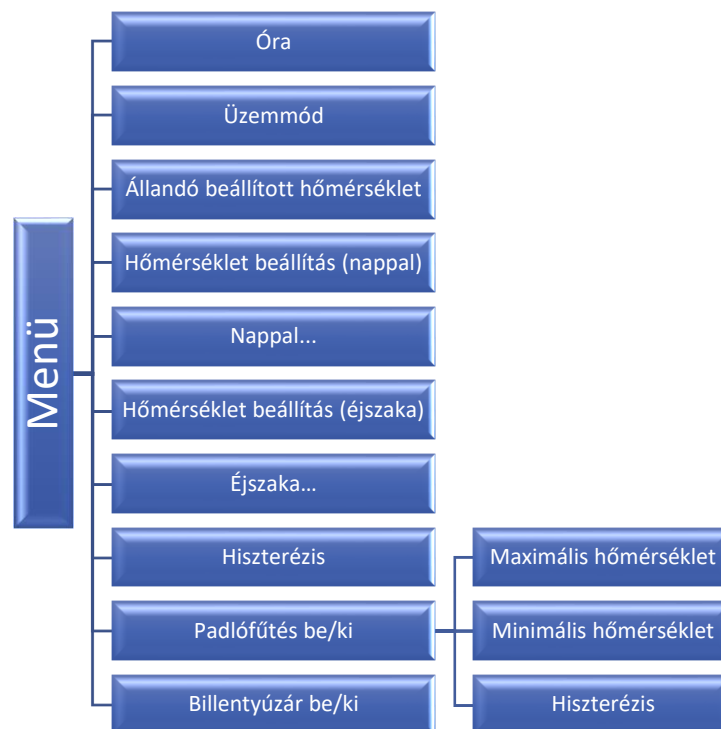 Menü
Óra
Üzemmód
Állandó beállított hőmérséklet
Hőmérséklet beállítás (nappal)
Nappal...
Hőmérséklet beállítás (éjszaka)
Éjszaka...
Hiszterézis
Padlófűtés be/ki
Maximális hőmérséklet
Minimális hőmérséklet
Hiszterézis
Billentyúzár be/ki